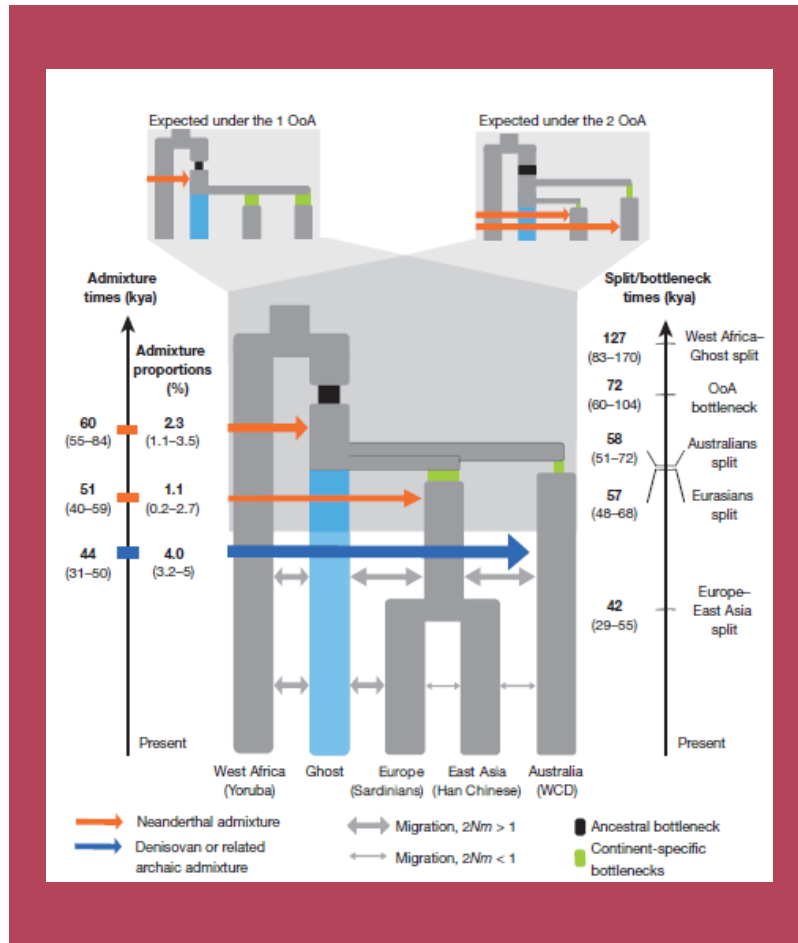 Expected under the 1 OoA
Expected under the 2 OoA
Admixture
times (kya)
Admixture
proportions
(%)
60
(55–84)
2.3
(1.1–3.5)
51
(40–59)
1.1
(0.2–2.7)
44
(31–50)
4.0
(3.2–5)
Present
Split/bottleneck
times (kya)
127
(83–170)
West Africa–
Ghost split
72
(60–104)
OoA
bottleneck
58
(51–72)
Australians
split
57
(48–68)
Eurasians
split
42
(29–55)
Europe–
East Asia
split
Present
West Africa
(Yoruba)
Ghost
Europe
(Sardinians)
East Asia
(Han Chinese)
Australia
(WCD)
Neanderthal admixture
Denisovan or related
archaic admixture
Migration, 2Nm > 1
Migration, 2Nm < 1
Ancestral bottleneck
Continent-specific
bottlenecks